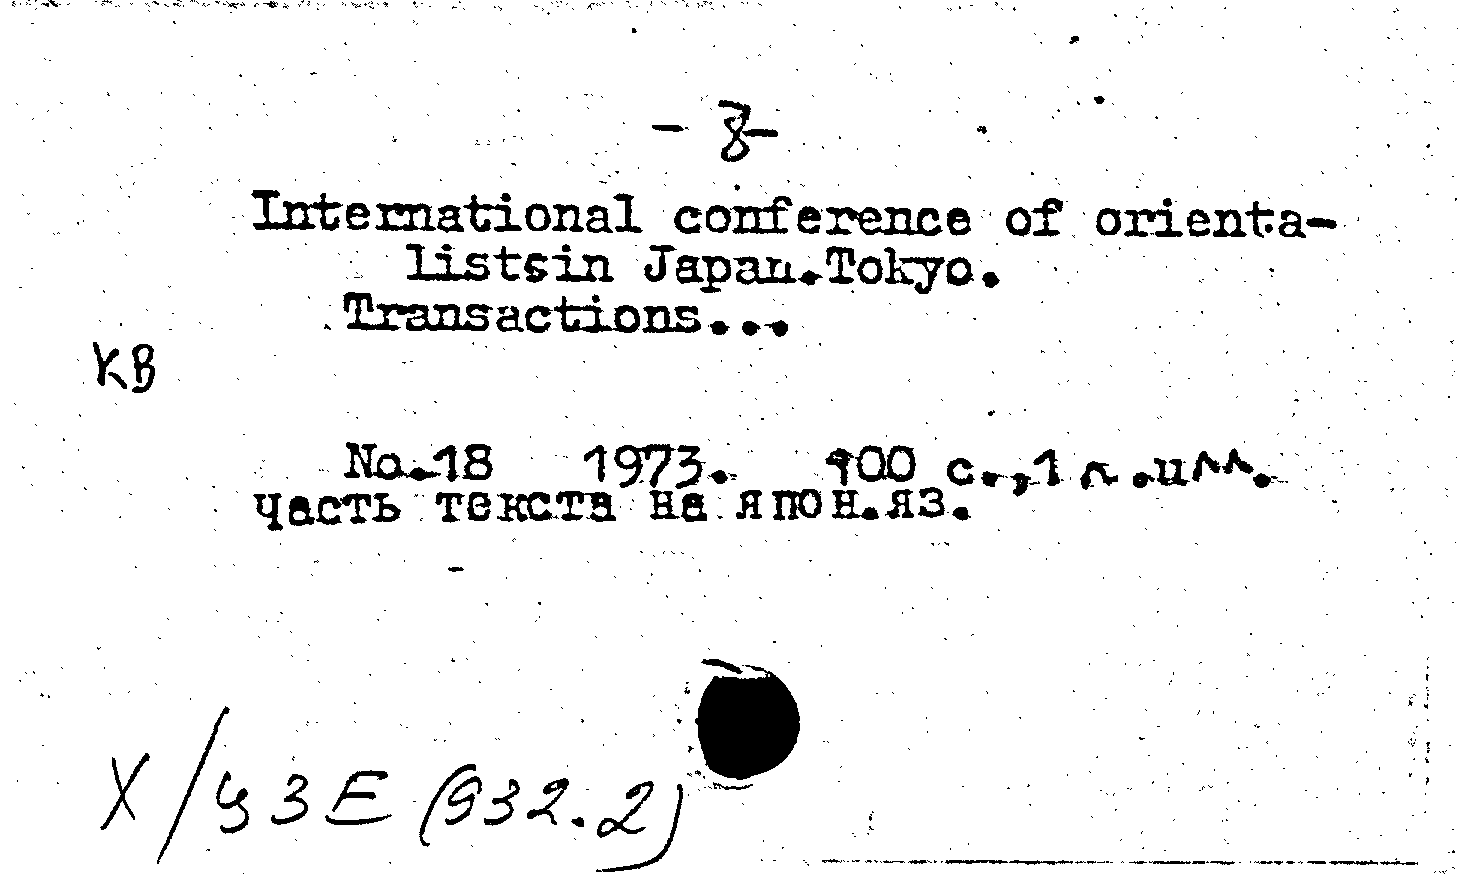 - 8 -
International conference of orienta-
listsin Japan.Tokyo.
Transactions...
КВ
No.18 1973. 100 с.,1 л.илл.
часть текста на япон.яз.
Х/Ц3Е(932.2)